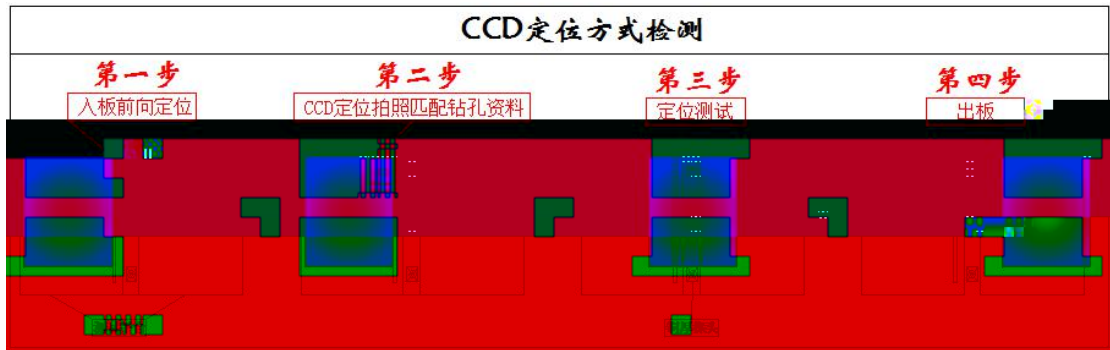 CCD定位方式检测
第一步
第二步
第三步
第四步
入板前向定位
CCD定位拍照匹配钻孔资料
定位测试
出板